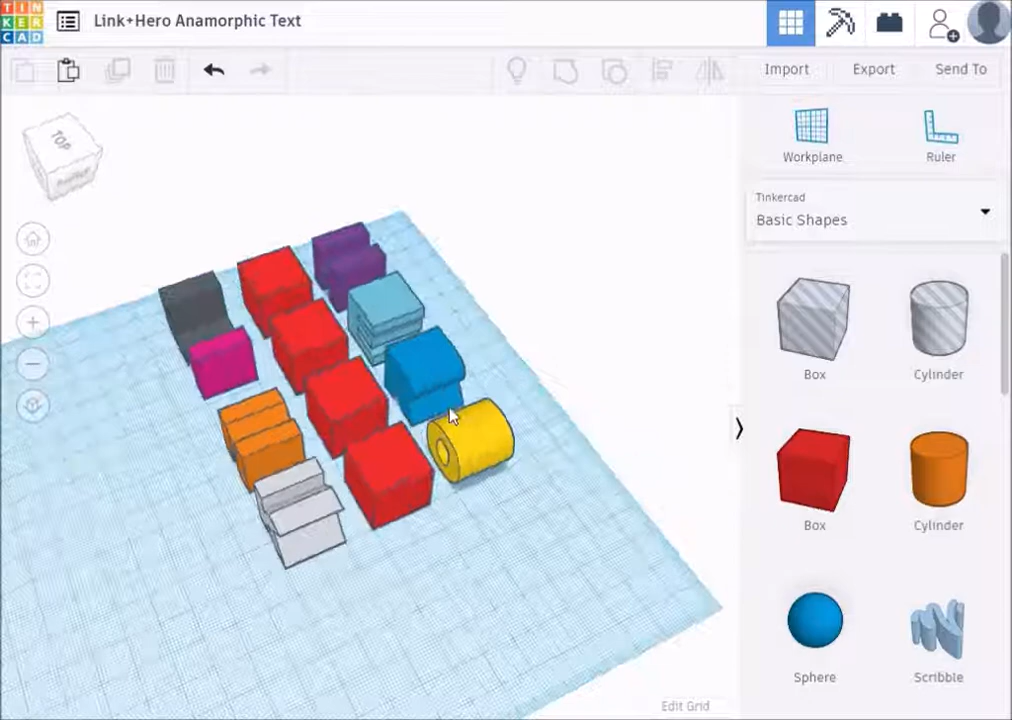 TIN
KER
CAD
Link+Hero Anamorphic Text
Import
Export
Send To
TOP
Workplane
Ruler
Tinkercad
Basic Shapes
Box
Cylinder
Box
Cylinder
Sphere
Scribble
Edit Grid